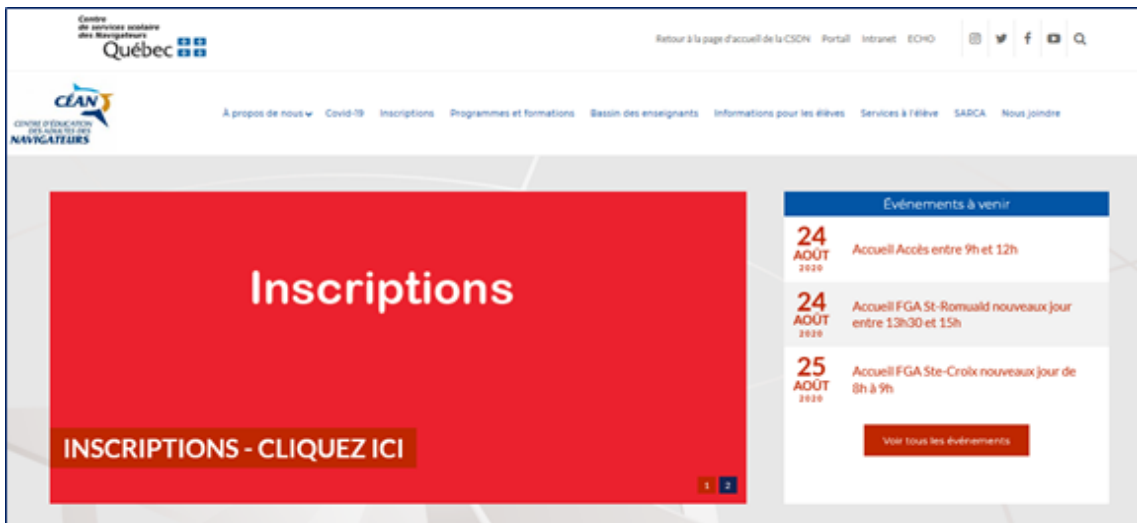 Centre
de services scolaire
des Navigateurs
Québec
Retour à la page d'accueil de la CSDN Portail Intranet ECHO
CÉAN
CENTRE D'ÉDUCATION
DES ADULTES DES
NAVIGATEURS
À propos de nous Covid-19 Inscriptions Programmes et formations Bassin des enseignants Informations pour les élèves Services à l'élève SARCA Nous joindre
Inscriptions
INSCRIPTIONS - CLIQUEZ ICI
1 2
Événements à venir
24
AOÛT
2020
Accueil Accès entre 9h et 12h
24
AOÛT
2020
Accueil FGA St-Romuald nouveaux jour
entre 13h30 et 15h
25
AOÛT
2020
Accueil FGA Ste-Croix nouveaux jour de
8h à 9h
Voir tous les événements